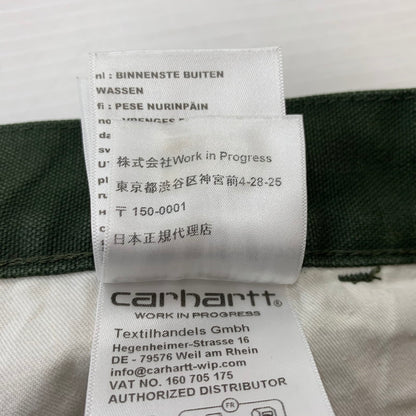 nl : BINNENSTE BUITEN
WASSEN
fi : PESE NURINPÄIN
株式会社Work in Progress
東京都渋谷区神宮前4-28-25
〒150-0001
日本正規代理店
carhartt®
WORK IN PROGRESS
Textilhandels GmbH
Hegenheimer-Strasse 16
DE - 79576 Weil am Rhein
info@carhartt-wip.com
VAT NO. 160 705 175
AUTHORIZED DISTRIBUTOR
FR